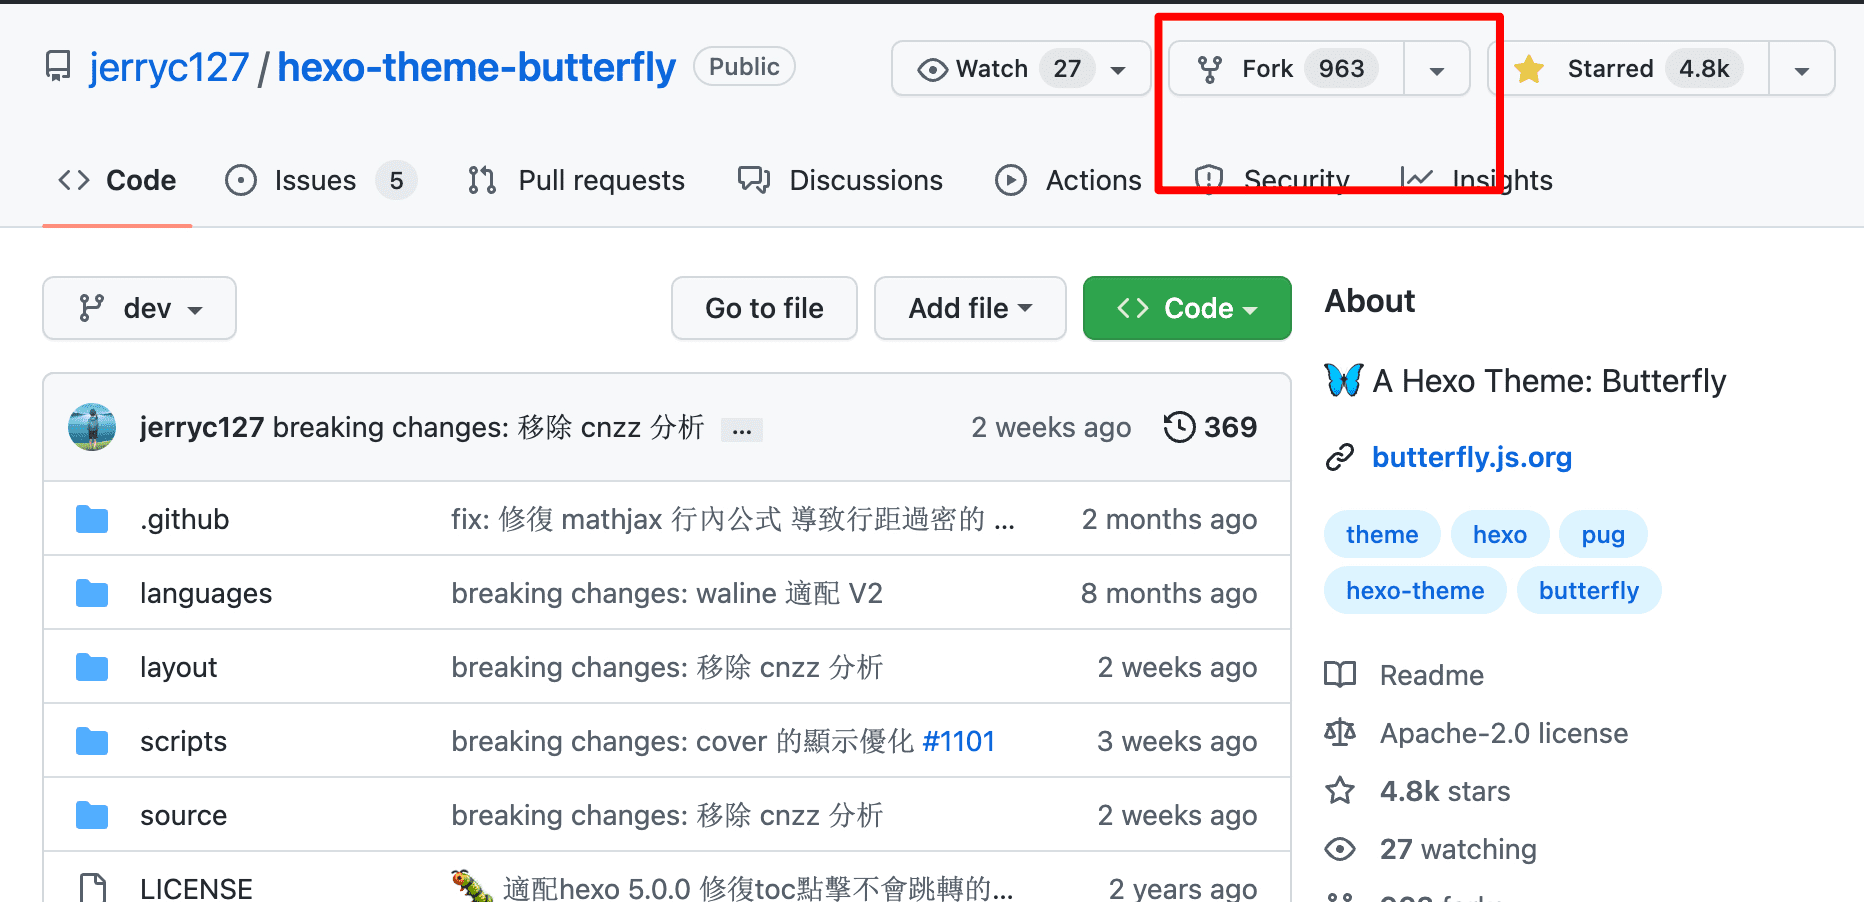 jerryc127 / hexo-theme-butterfly Public Watch 27 Fork 963 Starred 4.8k
Code Issues 5 Pull requests Discussions Actions Security Insights
dev Go to file Add file Code
jerryc127 breaking changes: 移除 cnzz 分析 ... 2 weeks ago 369
.github fix: 修復 mathjax 行內公式 導致行距過密的 ... 2 months ago
languages breaking changes: waline 適配 V2 8 months ago
layout breaking changes: 移除 cnzz 分析 2 weeks ago
scripts breaking changes: cover 的顯示優化 #1101 3 weeks ago
source breaking changes: 移除 cnzz 分析 2 weeks ago
LICENSE 🐛 適配hexo 5.0.0 修復toc點擊不會跳轉的... 2 years ago
About
🦋 A Hexo Theme: Butterfly
butterfly.js.org
theme hexo pug
hexo-theme butterfly
Readme
Apache-2.0 license
4.8k stars
27 watching